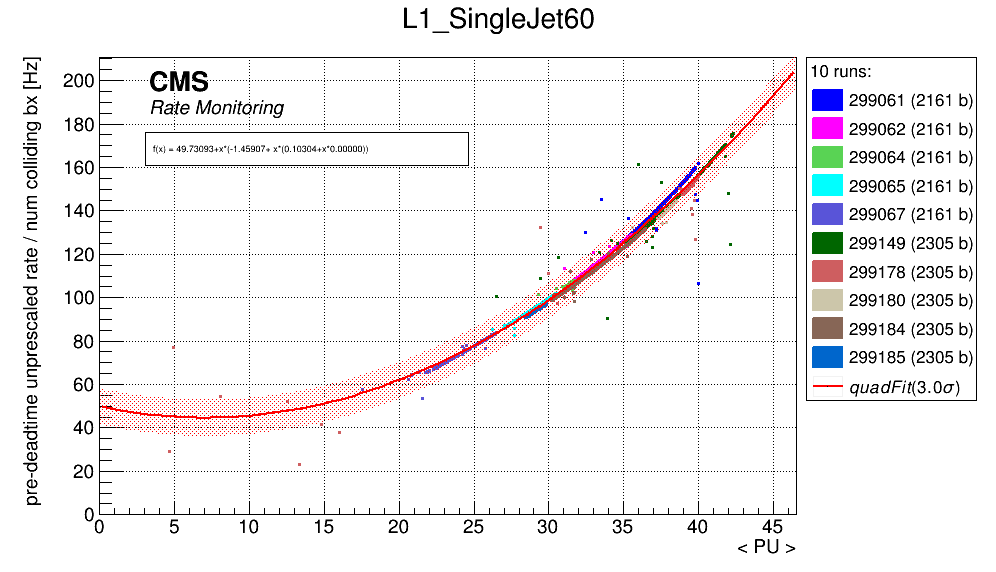 L1_SingleJet60
pre-deadtime unprescaled rate / num colliding bx [Hz]
CMS
Rate Monitoring
f(x) = 49.73093+x*(-1.45907+ x*(0.10304+x*0.00000))
200
180
160
140
120
100
80
60
40
20
0
0 5 10 15 20 25 30 35 40 45
< PU >
10 runs:
299061 (2161 b)
299062 (2161 b)
299064 (2161 b)
299065 (2161 b)
299067 (2161 b)
299149 (2305 b)
299178 (2305 b)
299180 (2305 b)
299184 (2305 b)
299185 (2305 b)
quadFit(3.0σ)